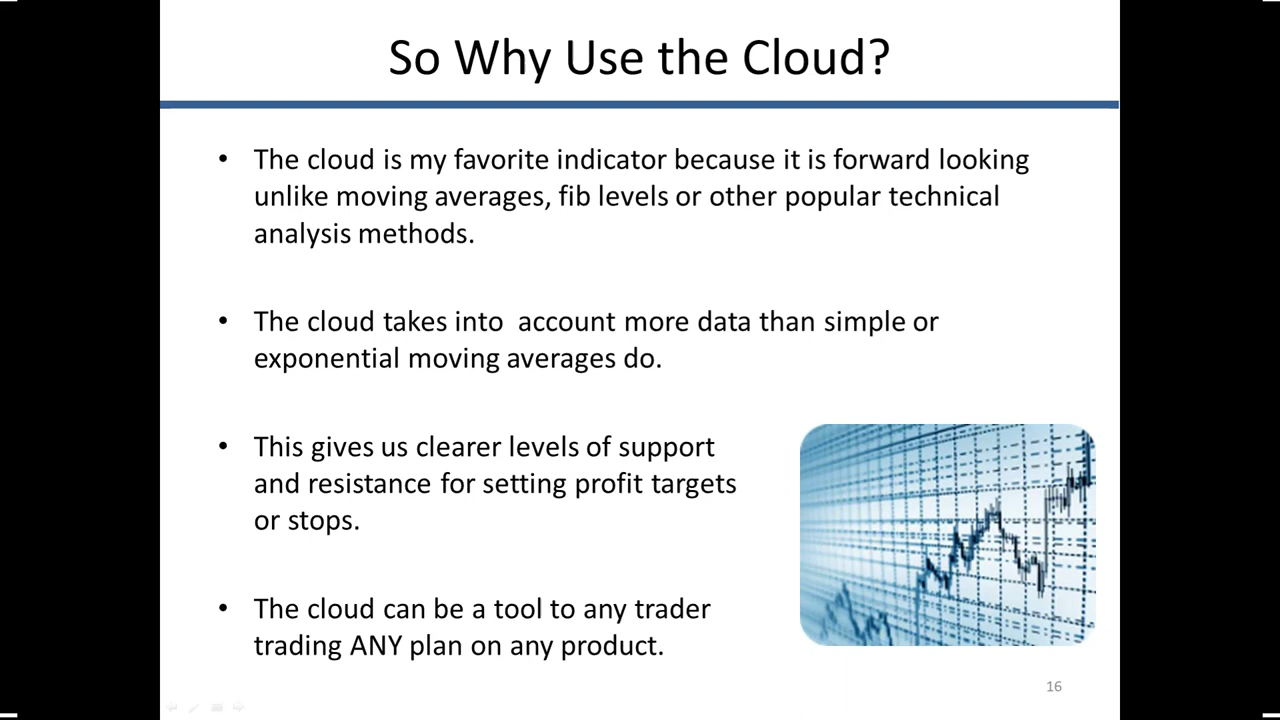 So Why Use the Cloud?
• The cloud is my favorite indicator because it is forward looking
unlike moving averages, fib levels or other popular technical
analysis methods.
• The cloud takes into  account more data than simple or
exponential moving averages do.
• This gives us clearer levels of support
and resistance for setting profit targets
or stops.
• The cloud can be a tool to any trader
trading ANY plan on any product.
16